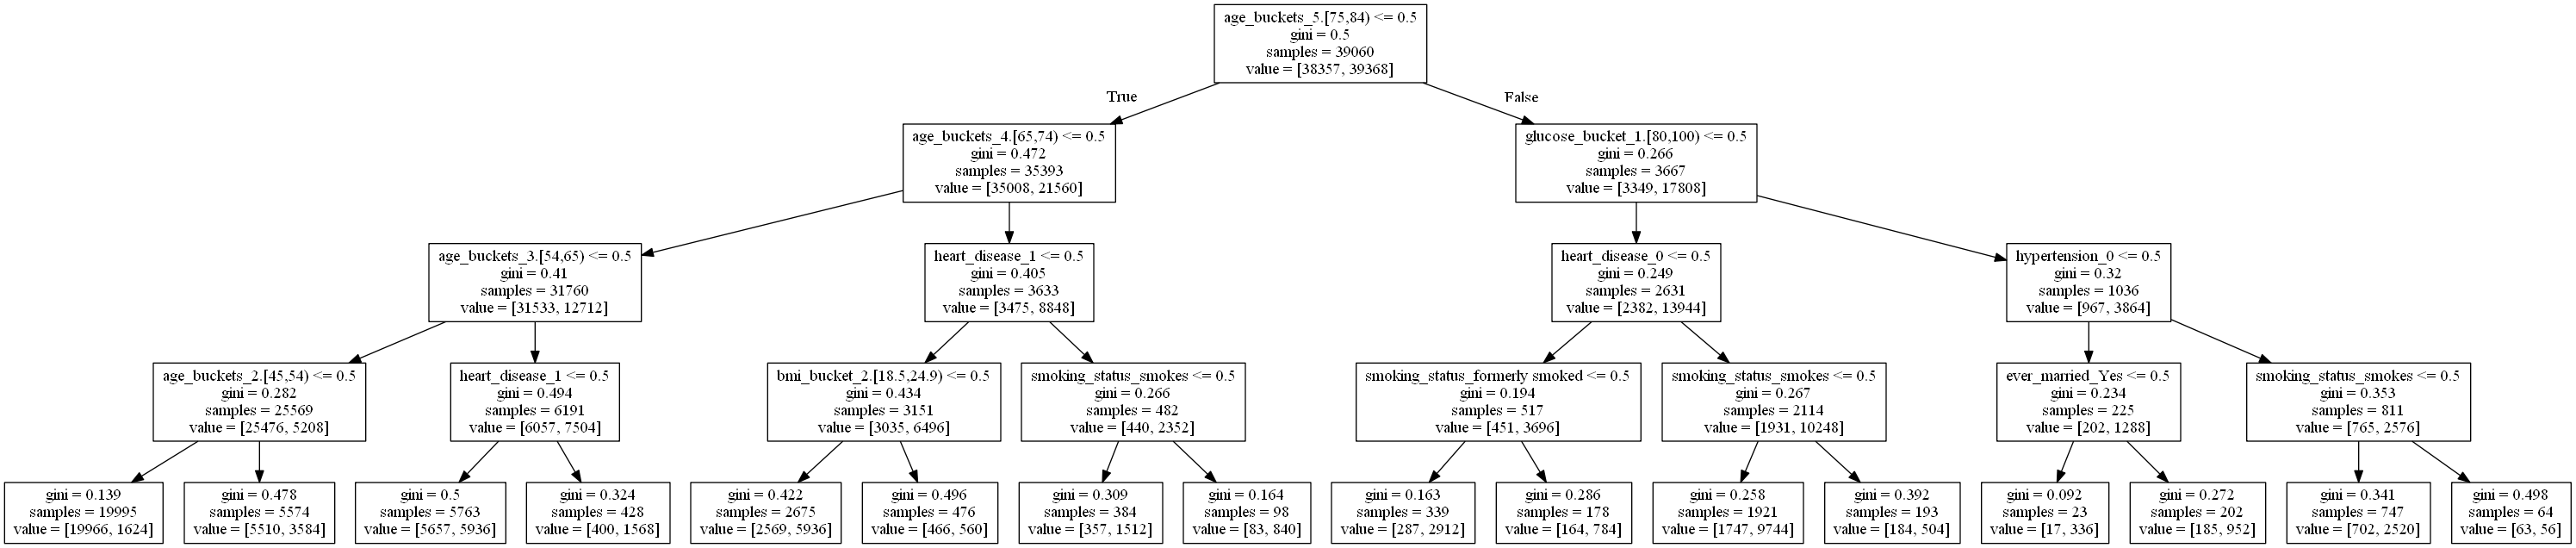 age_buckets_5.[75,84) <= 0.5
gini = 0.5
samples = 39060
value = [38357, 39368]
True
False
age_buckets_4.[65,74) <= 0.5
gini = 0.472
samples = 35393
value = [35008, 21560]
glucose_bucket_1.[80,100) <= 0.5
gini = 0.266
samples = 3667
value = [3349, 17808]
age_buckets_3.[54,65) <= 0.5
gini = 0.41
samples = 31760
value = [31533, 12712]
heart_disease_1 <= 0.5
gini = 0.405
samples = 3633
value = [3475, 8848]
heart_disease_0 <= 0.5
gini = 0.249
samples = 2631
value = [2382, 13944]
hypertension_0 <= 0.5
gini = 0.32
samples = 1036
value = [967, 3864]
age_buckets_2.[45,54) <= 0.5
gini = 0.282
samples = 25569
value = [25476, 5208]
heart_disease_1 <= 0.5
gini = 0.494
samples = 6191
value = [6057, 7504]
bmi_bucket_2.[18.5,24.9) <= 0.5
gini = 0.434
samples = 3151
value = [3035, 6496]
smoking_status_smokes <= 0.5
gini = 0.266
samples = 482
value = [440, 2352]
smoking_status_formerly smoked <= 0.5
gini = 0.194
samples = 517
value = [451, 3696]
smoking_status_smokes <= 0.5
gini = 0.267
samples = 2114
value = [1931, 10248]
ever_married_Yes <= 0.5
gini = 0.234
samples = 225
value = [202, 1288]
smoking_status_smokes <= 0.5
gini = 0.353
samples = 811
value = [765, 2576]
gini = 0.139
samples = 19995
value = [19966, 1624]
gini = 0.478
samples = 5574
value = [5510, 3584]
gini = 0.5
samples = 5763
value = [5657, 5936]
gini = 0.324
samples = 428
value = [400, 1568]
gini = 0.422
samples = 2675
value = [2569, 5936]
gini = 0.496
samples = 476
value = [466, 560]
gini = 0.309
samples = 384
value = [357, 1512]
gini = 0.164
samples = 98
value = [83, 840]
gini = 0.163
samples = 339
value = [287, 2912]
gini = 0.286
samples = 178
value = [164, 784]
gini = 0.258
samples = 1921
value = [1747, 9744]
gini = 0.392
samples = 193
value = [184, 504]
gini = 0.092
samples = 23
value = [17, 336]
gini = 0.272
samples = 202
value = [185, 952]
gini = 0.341
samples = 747
value = [702, 2520]
gini = 0.498
samples = 64
value = [63, 56]